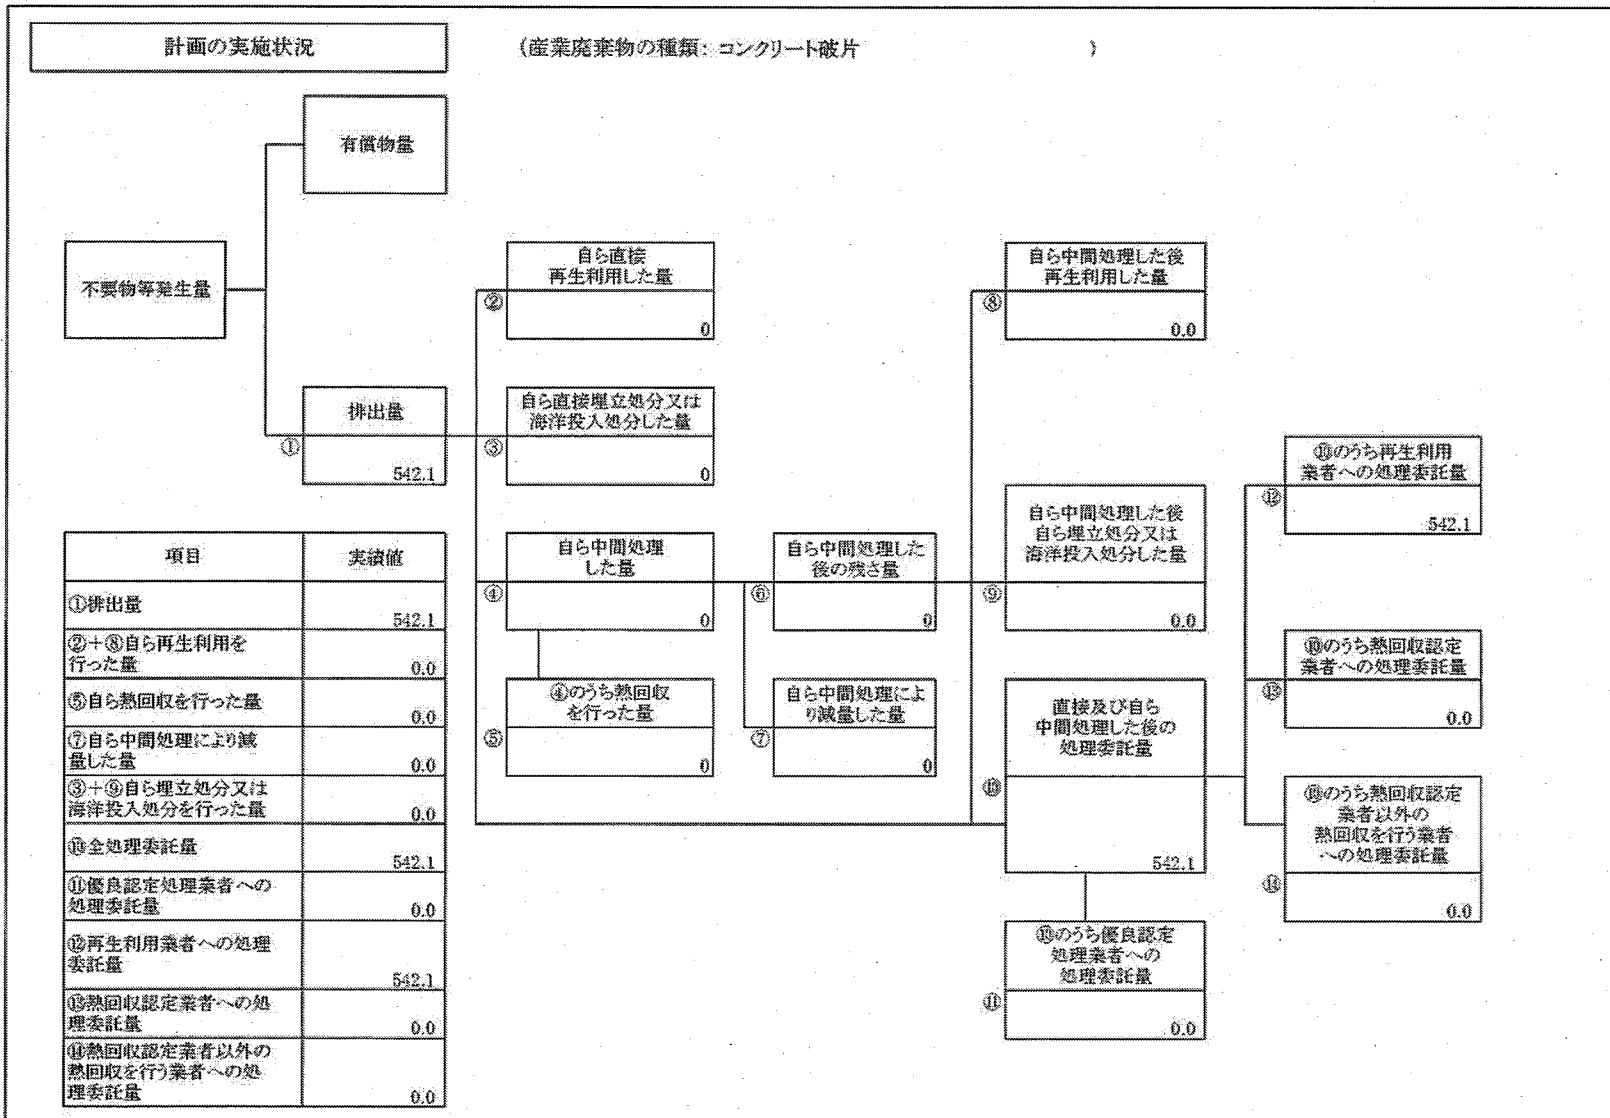 計画の実施状況
(産業廃棄物の種類: コンクリート破片 )
有償物量
不要物等発生量
排出量
①
542.1
自ら直接
再生利用した量
②
0
自ら直接埋立処分又は
海洋投入処分した量
③
0
自ら中間処理
した量
④
0
④のうち熱回収
を行った量
⑤
0
自ら中間処理した
後の残さ量
⑥
0
自ら中間処理によ
り減量した量
⑦
0
自ら中間処理した後
再生利用した量
⑧
0.0
自ら中間処理した後
自ら埋立処分又は
海洋投入処分した量
⑨
0.0
直接及び自ら
中間処理した後の
処理委託量
⑩
542.1
⑩のうち優良認定
処理業者への
処理委託量
⑪
0.0
⑩のうち再生利用
業者への処理委託量
⑫
542.1
⑩のうち熱回収認定
業者への処理委託量
⑬
0.0
⑩のうち熱回収認定
業者以外の
熱回収を行う業者
への処理委託量
⑭
0.0
項目 実績値
①排出量
542.1
②+⑧自ら再生利用を
行った量 0.0
⑤自ら熱回収を行った量
0.0
⑦自ら中間処理により減
量した量 0.0
③+⑨自ら埋立処分又は
海洋投入処分を行った量 0.0
⑩全処理委託量
542.1
⑪優良認定処理業者への
処理委託量 0.0
⑫再生利用業者への処理
委託量
542.1
⑬熱回収認定業者への処
理委託量 0.0
⑭熱回収認定業者以外の
熱回収を行う業者への処
理委託量 0.0